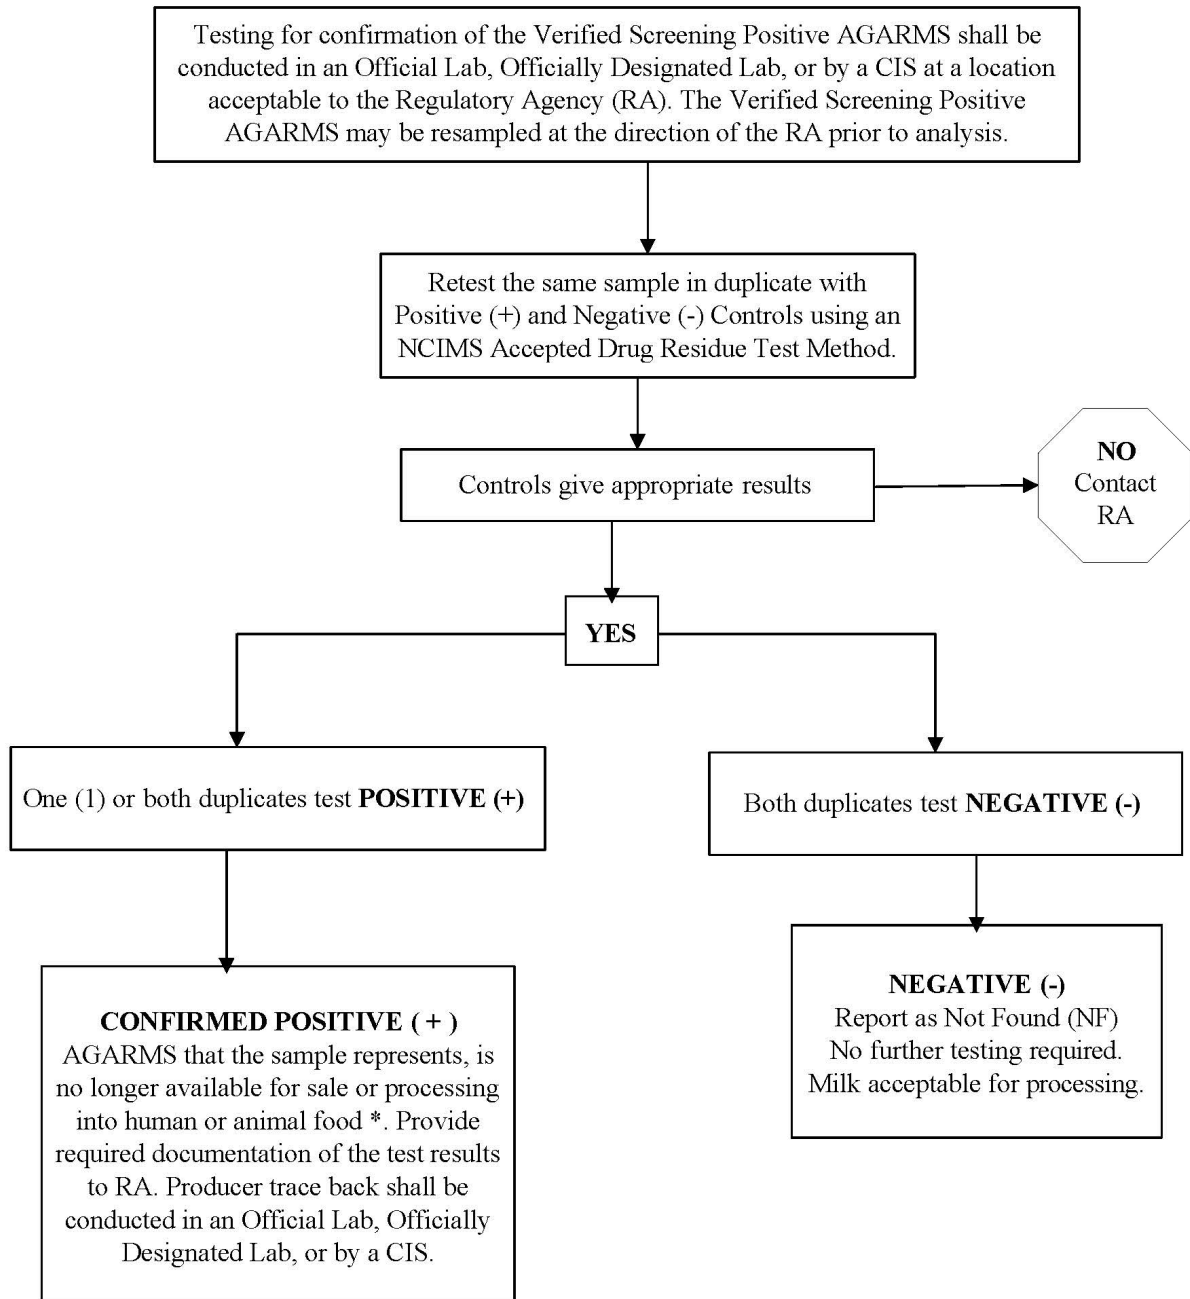 Testing for confirmation of the Verified Screening Positive AGARMS shall be
conducted in an Official Lab, Officially Designated Lab, or by a CIS at a location
acceptable to the Regulatory Agency (RA). The Verified Screening Positive
AGARMS may be resampled at the direction of the RA prior to analysis.
Retest the same sample in duplicate with
Positive (+) and Negative (-) Controls using an
NCIMS Accepted Drug Residue Test Method.
Controls give appropriate results
NO
Contact
RA
YES
One (1) or both duplicates test POSITIVE (+)
Both duplicates test NEGATIVE (-)
CONFIRMED POSITIVE ( + )
AGARMS that the sample represents, is
no longer available for sale or processing
into human or animal food *. Provide
required documentation of the test results
to RA. Producer trace back shall be
conducted in an Official Lab, Officially
Designated Lab, or by a CIS.
NEGATIVE (-)
Report as Not Found (NF)
No further testing required.
Milk acceptable for processing.